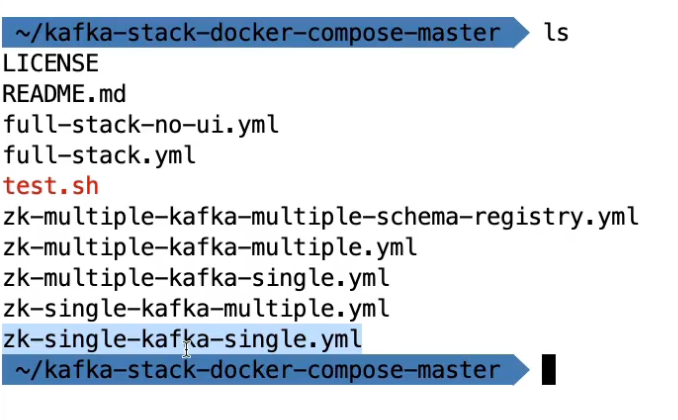 ~/kafka-stack-docker-compose-master ls
LICENSE
README.md
full-stack-no-ui.yml
full-stack.yml
test.sh
zk-multiple-kafka-multiple-schema-registry.yml
zk-multiple-kafka-multiple.yml
zk-multiple-kafka-single.yml
zk-single-kafka-multiple.yml
zk-single-kafka-single.yml
~/kafka-stack-docker-compose-master